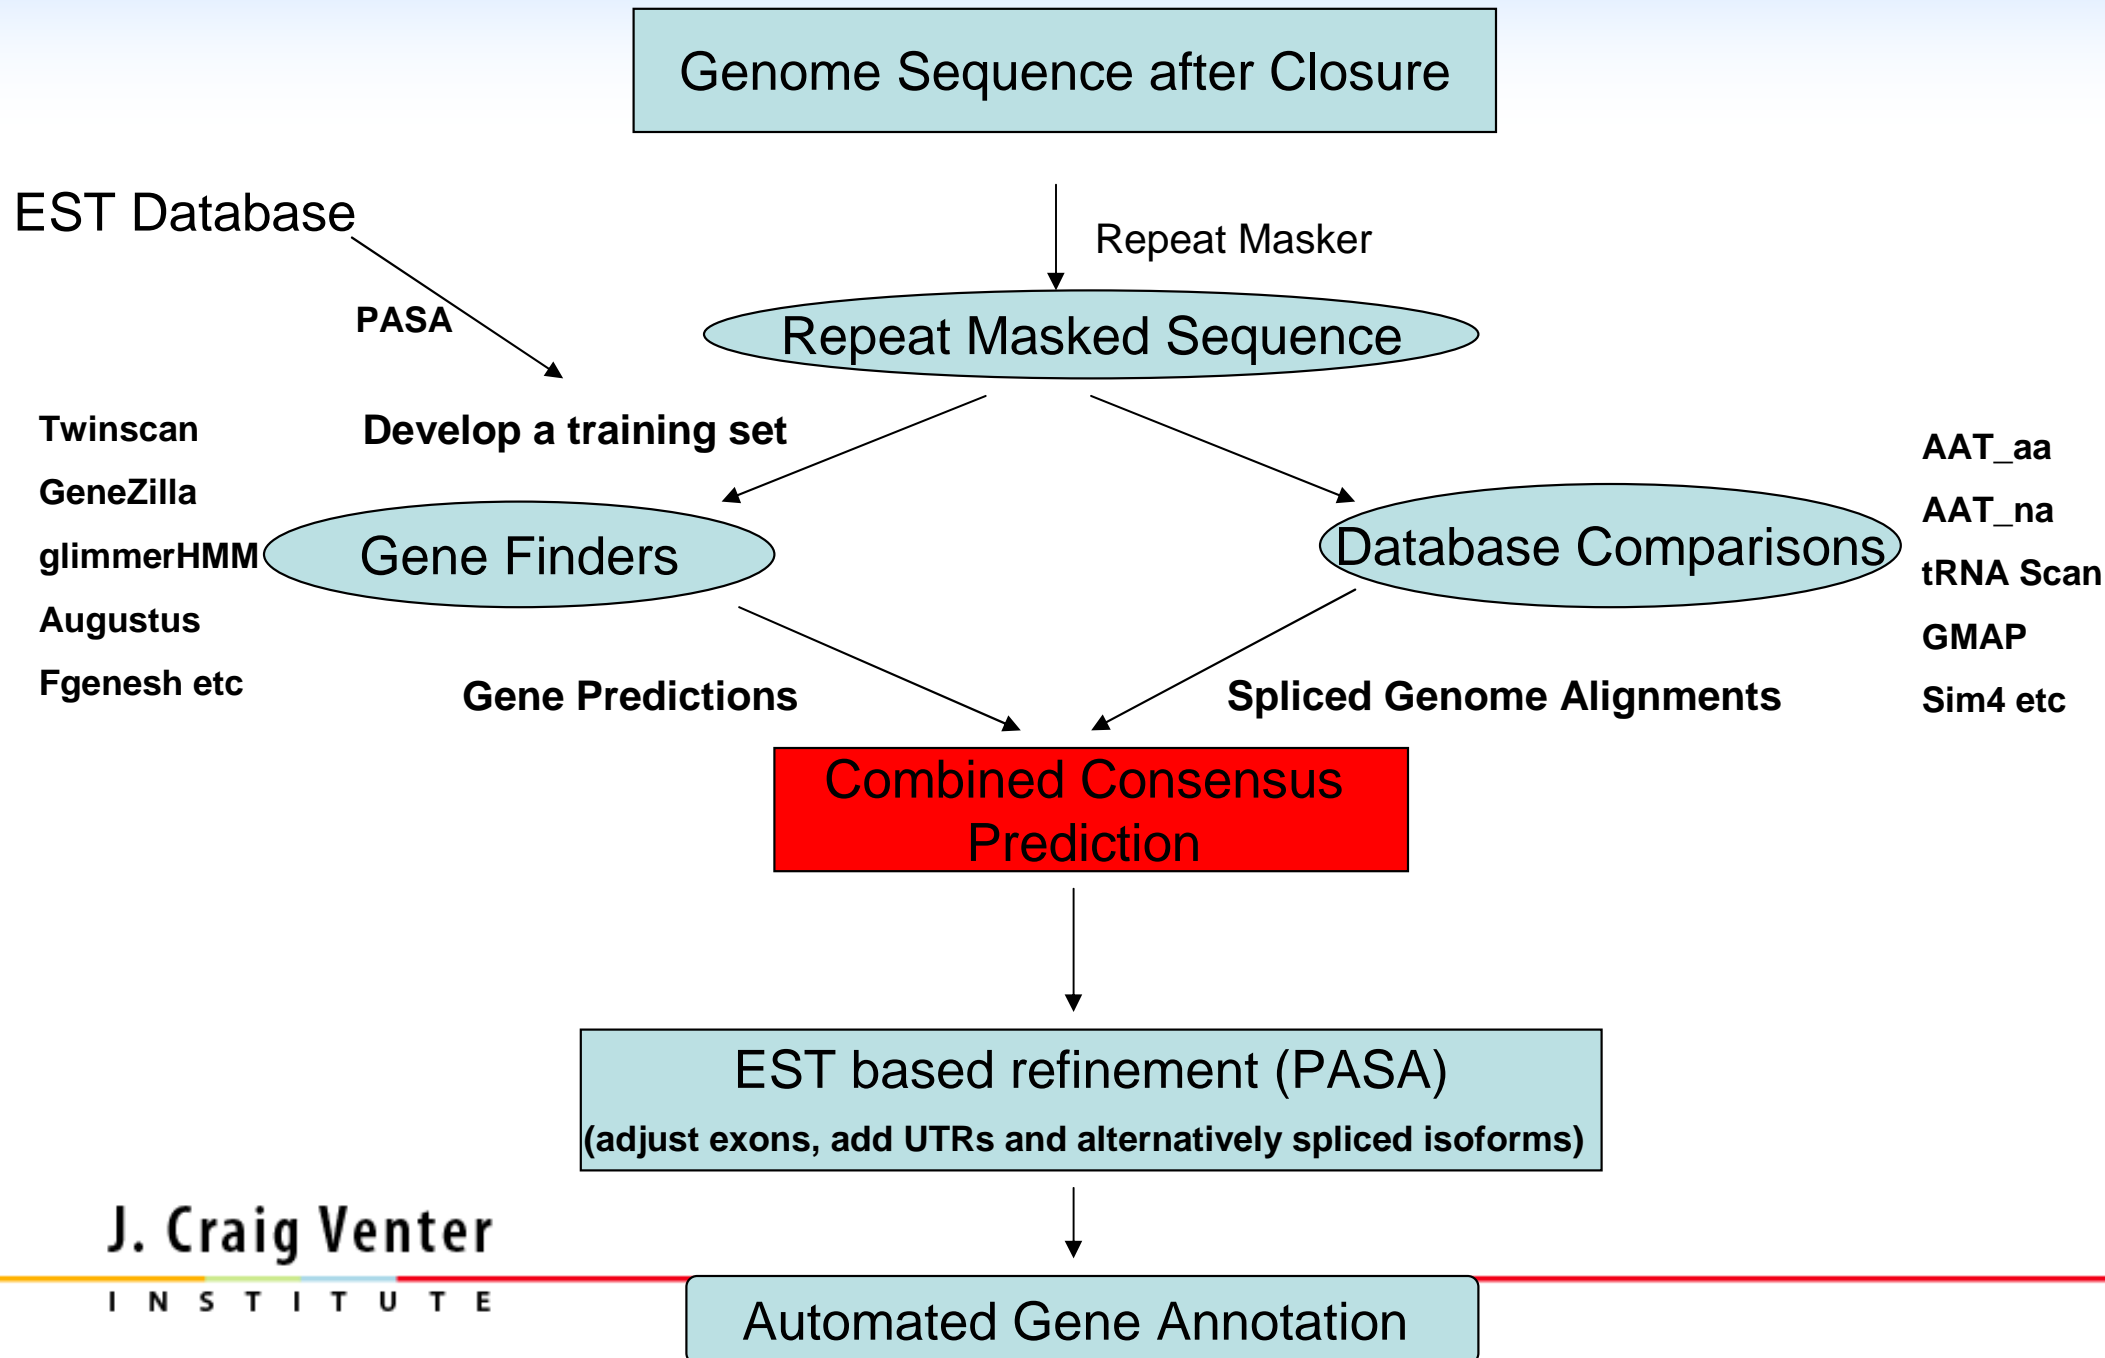 Genome Sequence after Closure
EST Database
Repeat Masker
PASA
Repeat Masked Sequence
Develop a training set
Twinscan
GeneZilla
glimmerHMM
Augustus
Fgenesh etc
Gene Finders
Database Comparisons
AAT_aa
AAT_na
tRNA Scan
GMAP
Sim4 etc
Gene Predictions
Spliced Genome Alignments
Combined Consensus
Prediction
EST based refinement (PASA)
(adjust exons, add UTRs and alternatively spliced isoforms)
J. Craig Venter
INSTITUTE
Automated Gene Annotation